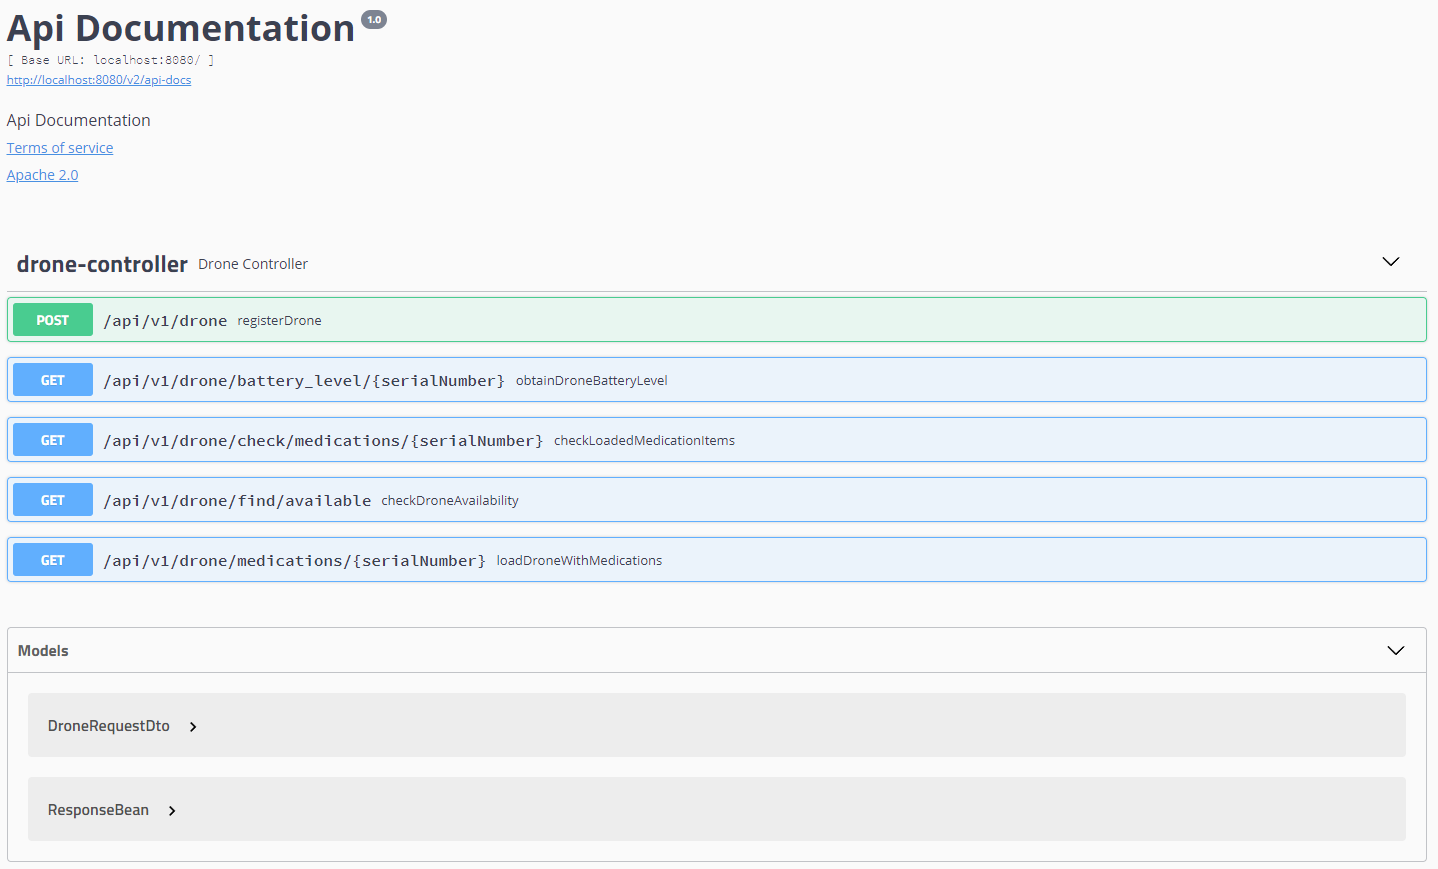 Api Documentation 1.0
[ Base URL: localhost:8080/ ]
http://localhost:8080/v2/api-docs
Api Documentation
Terms of service
Apache 2.0
drone-controller Drone Controller
POST /api/v1/drone registerDrone
GET /api/v1/drone/battery_level/{serialNumber} obtainDroneBatteryLevel
GET /api/v1/drone/check/medications/{serialNumber} checkLoadedMedicationItems
GET /api/v1/drone/find/available checkDroneAvailability
GET /api/v1/drone/medications/{serialNumber} loadDroneWithMedications
Models
DroneRequestDto
ResponseBean